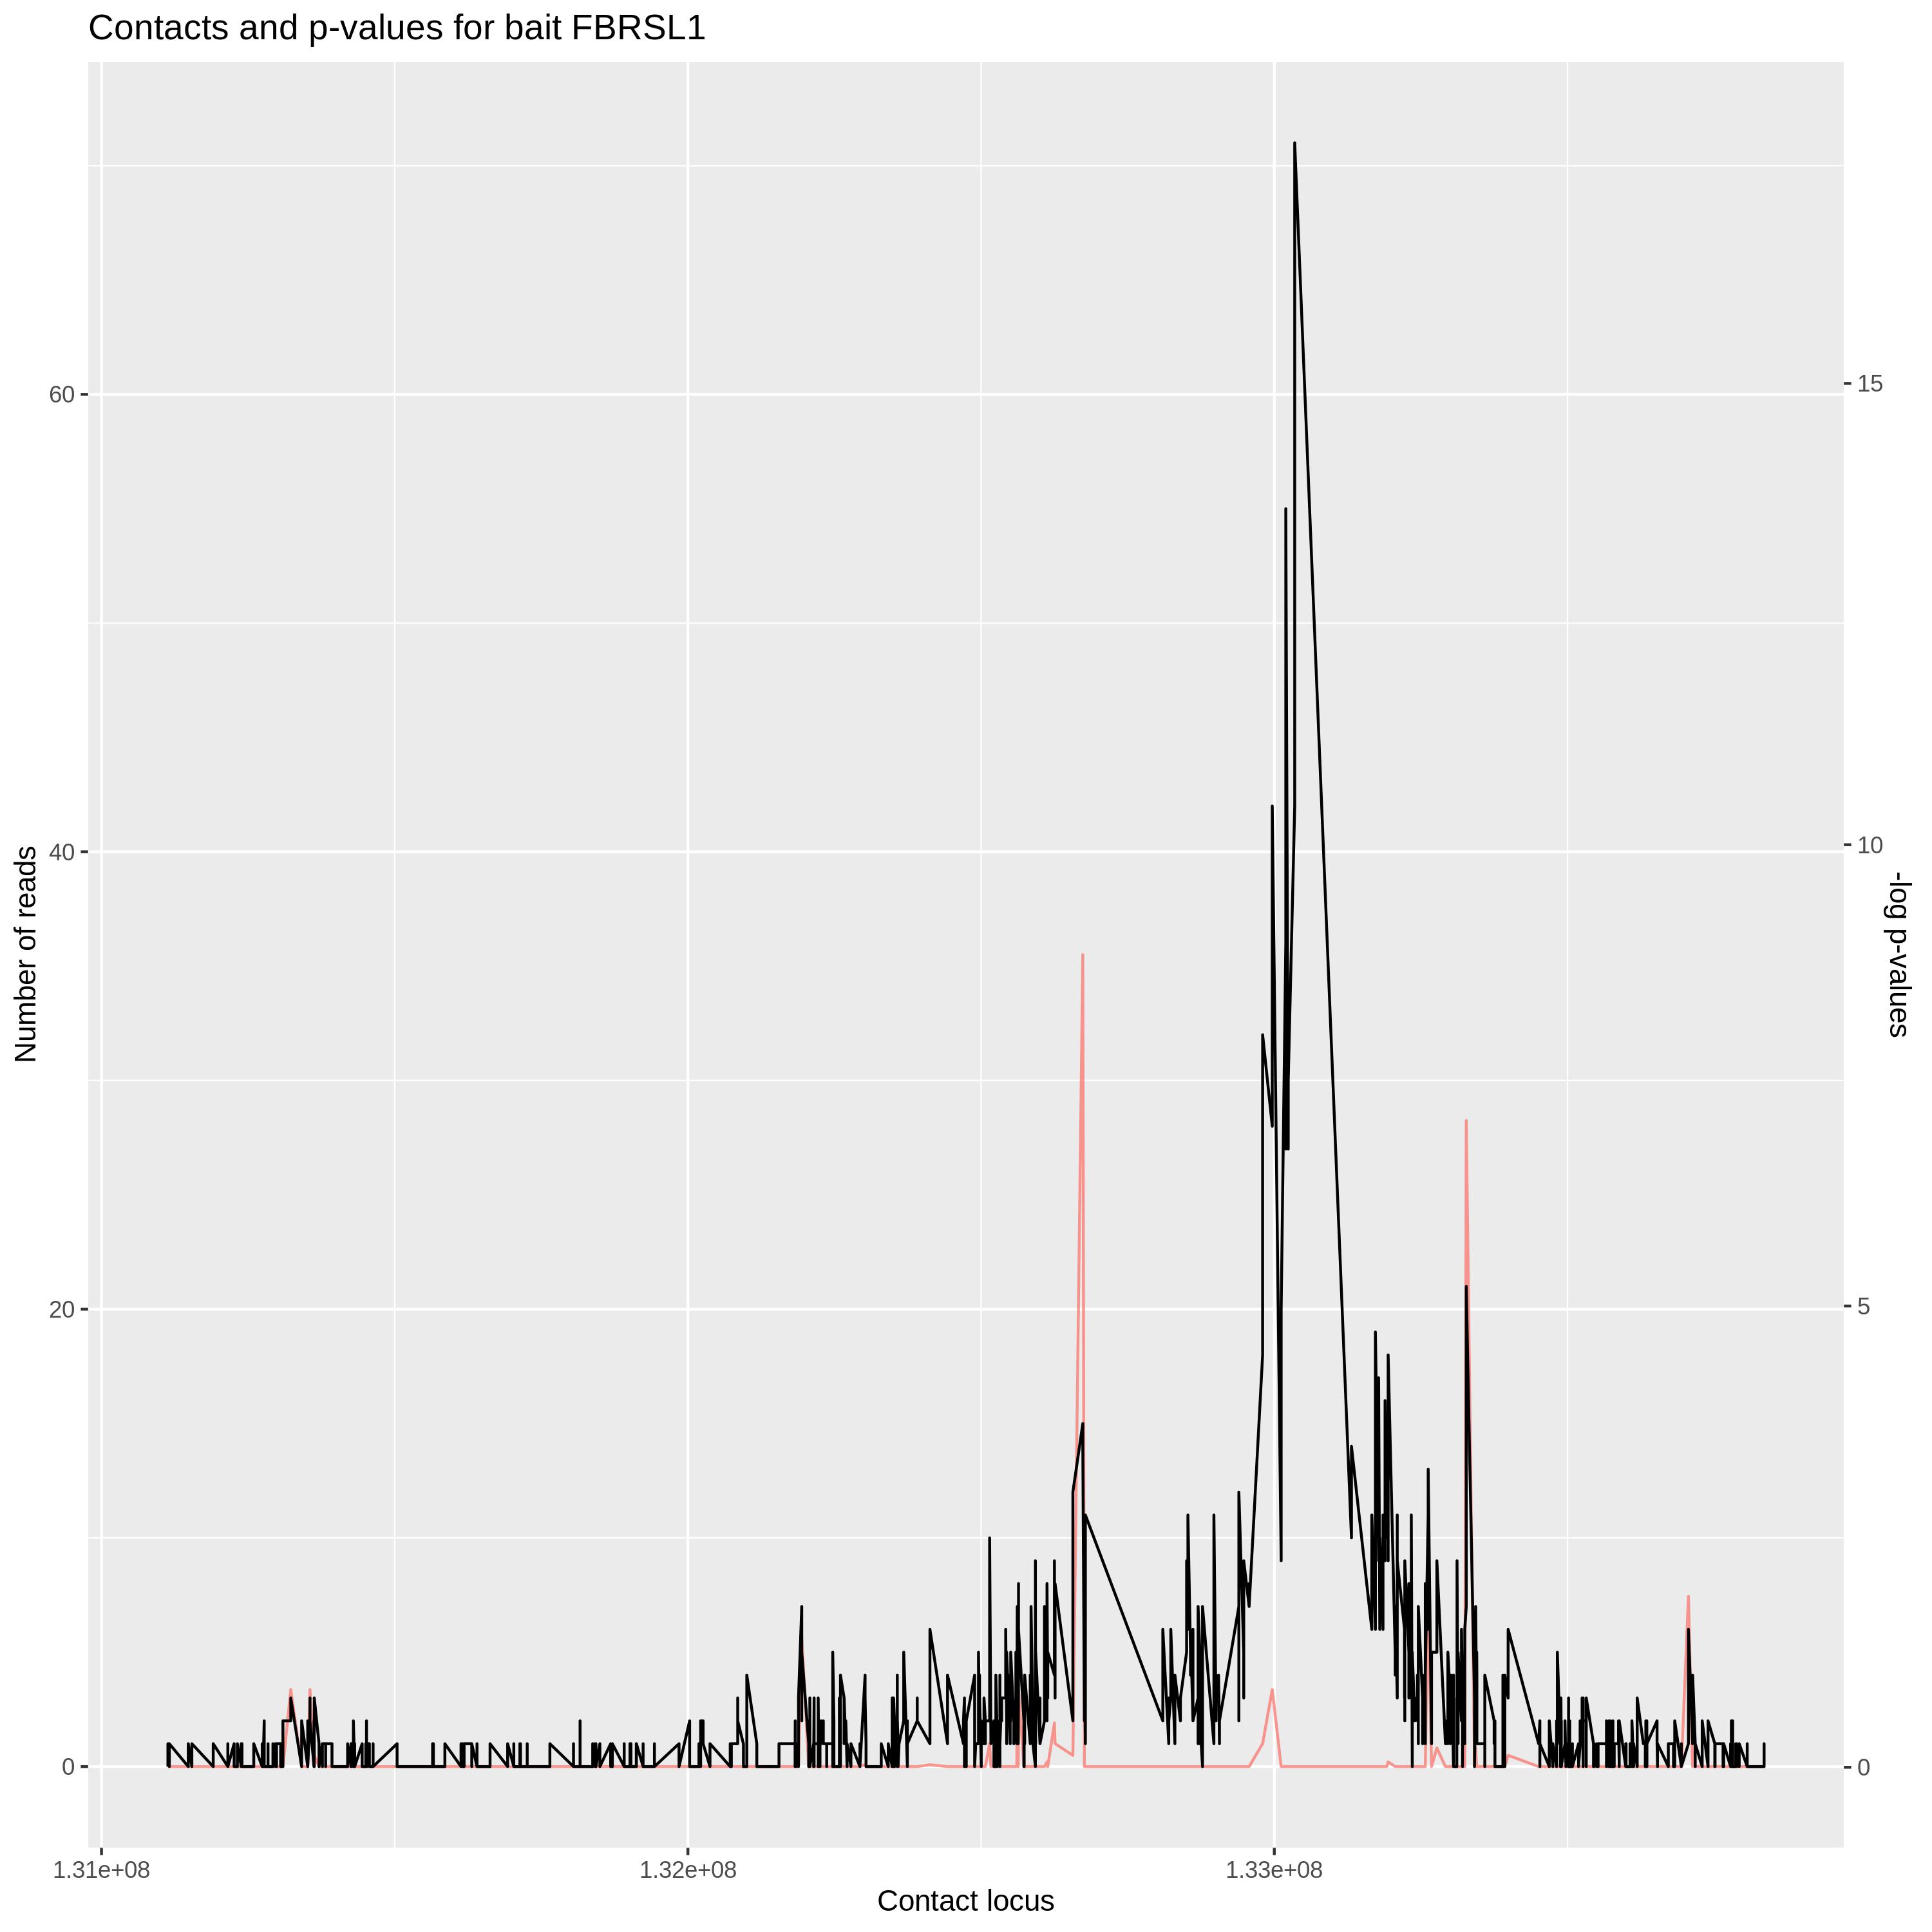 Contacts and p-values for bait FBRSL1
Number of reads
60
40
20
0
15
10
5
0
-log p-values
1.31e+08
1.32e+08
1.33e+08
Contact locus